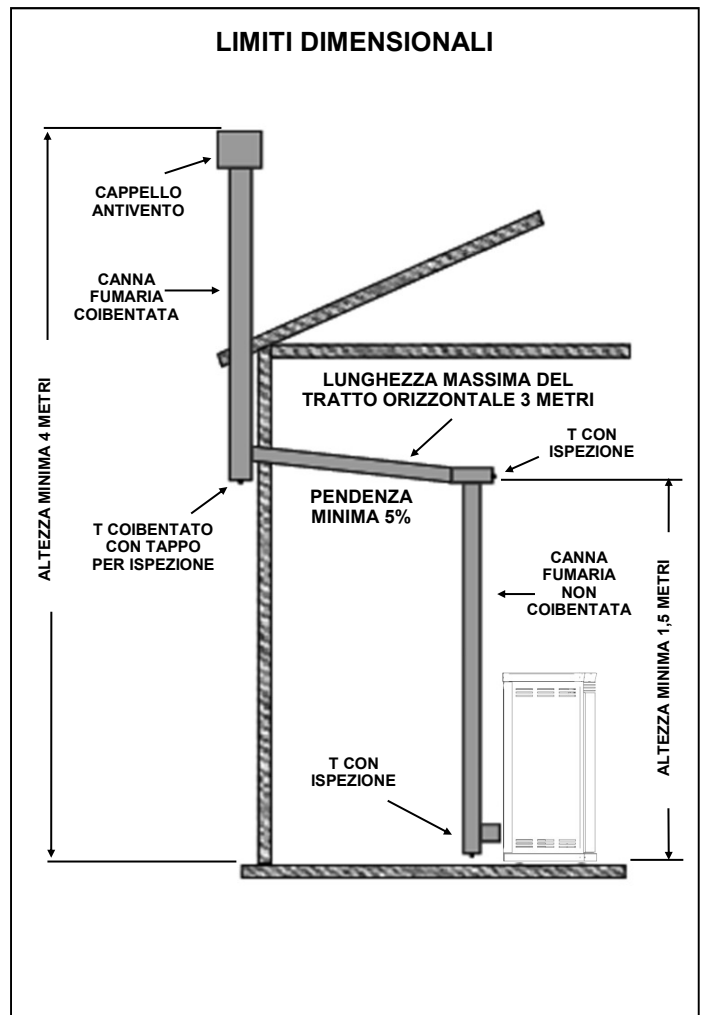 LIMITI DIMENSIONALI
CAPPELLO
ANTIVENTO
CANNA
FUMARIA
COIBENTATA
ALTEZZA MINIMA 4 METRI
LUNGHEZZA MASSIMA DEL
TRATTO ORIZZONTALE 3 METRI
T CON
ISPEZIONE
PENDENZA
MINIMA 5%
T COIBENTATO
CON TAPPO
PER ISPEZIONE
CANNA
FUMARIA
NON
COIBENTATA
ALTEZZA MINIMA 1,5 METRI
T CON
ISPEZIONE